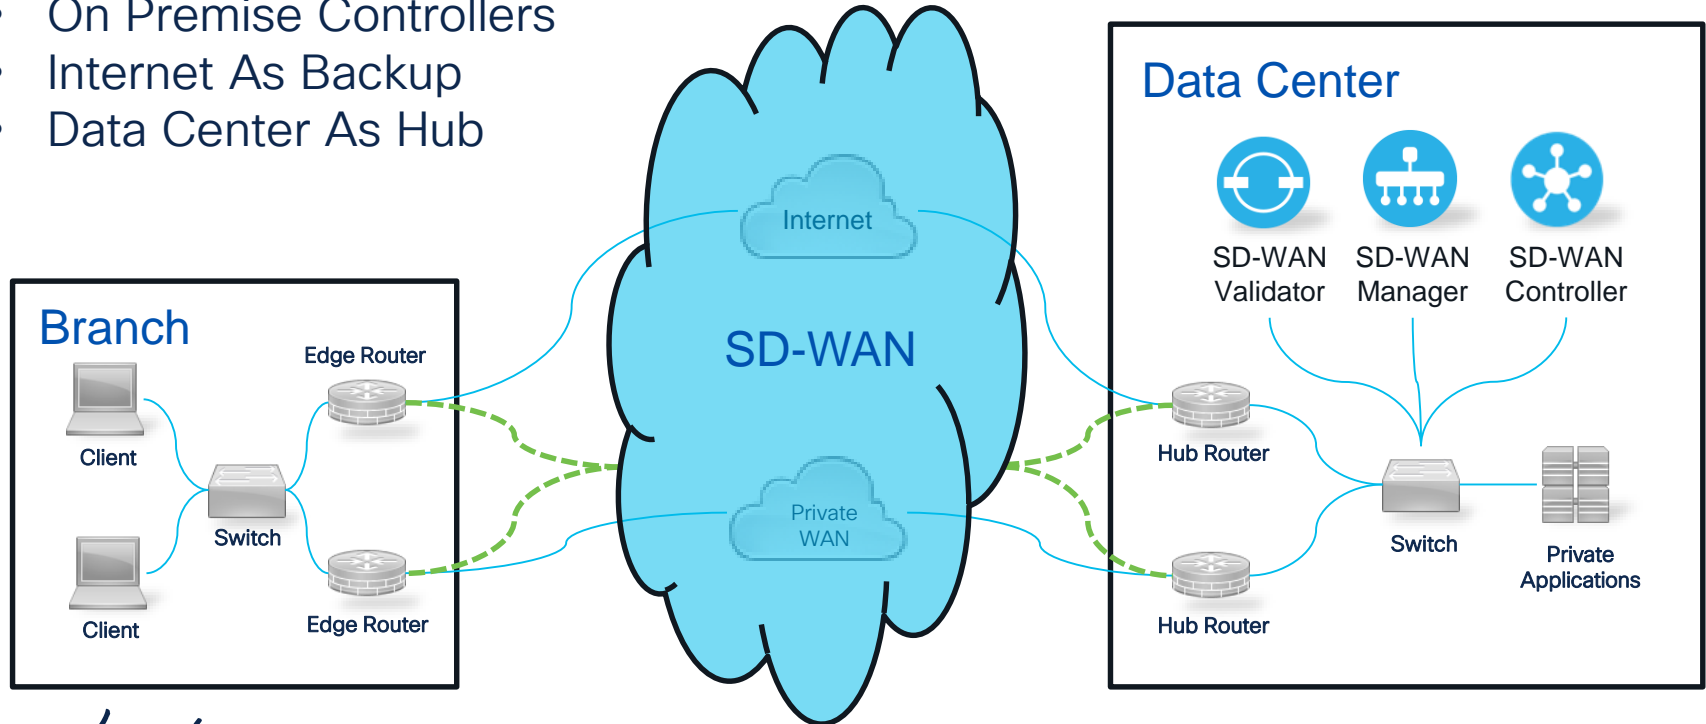 • On Premise Controllers
• Internet As Backup
• Data Center As Hub
Data Center
Internet
SD-WAN
Validator
SD-WAN
Manager
SD-WAN
Controller
Branch
Edge Router
SD-WAN
Client
Hub Router
Switch
Private
WAN
Switch
Private
Applications
Client
Edge Router
Hub Router